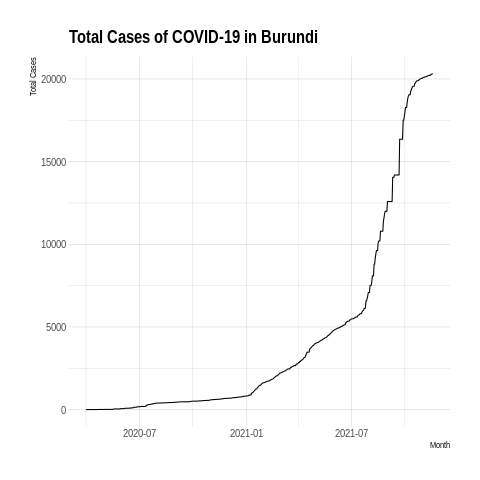 Total Cases of COVID-19 in Burundi
Total Cases
20000
15000
10000
5000
0
2020-07 2021-01 2021-07
Month